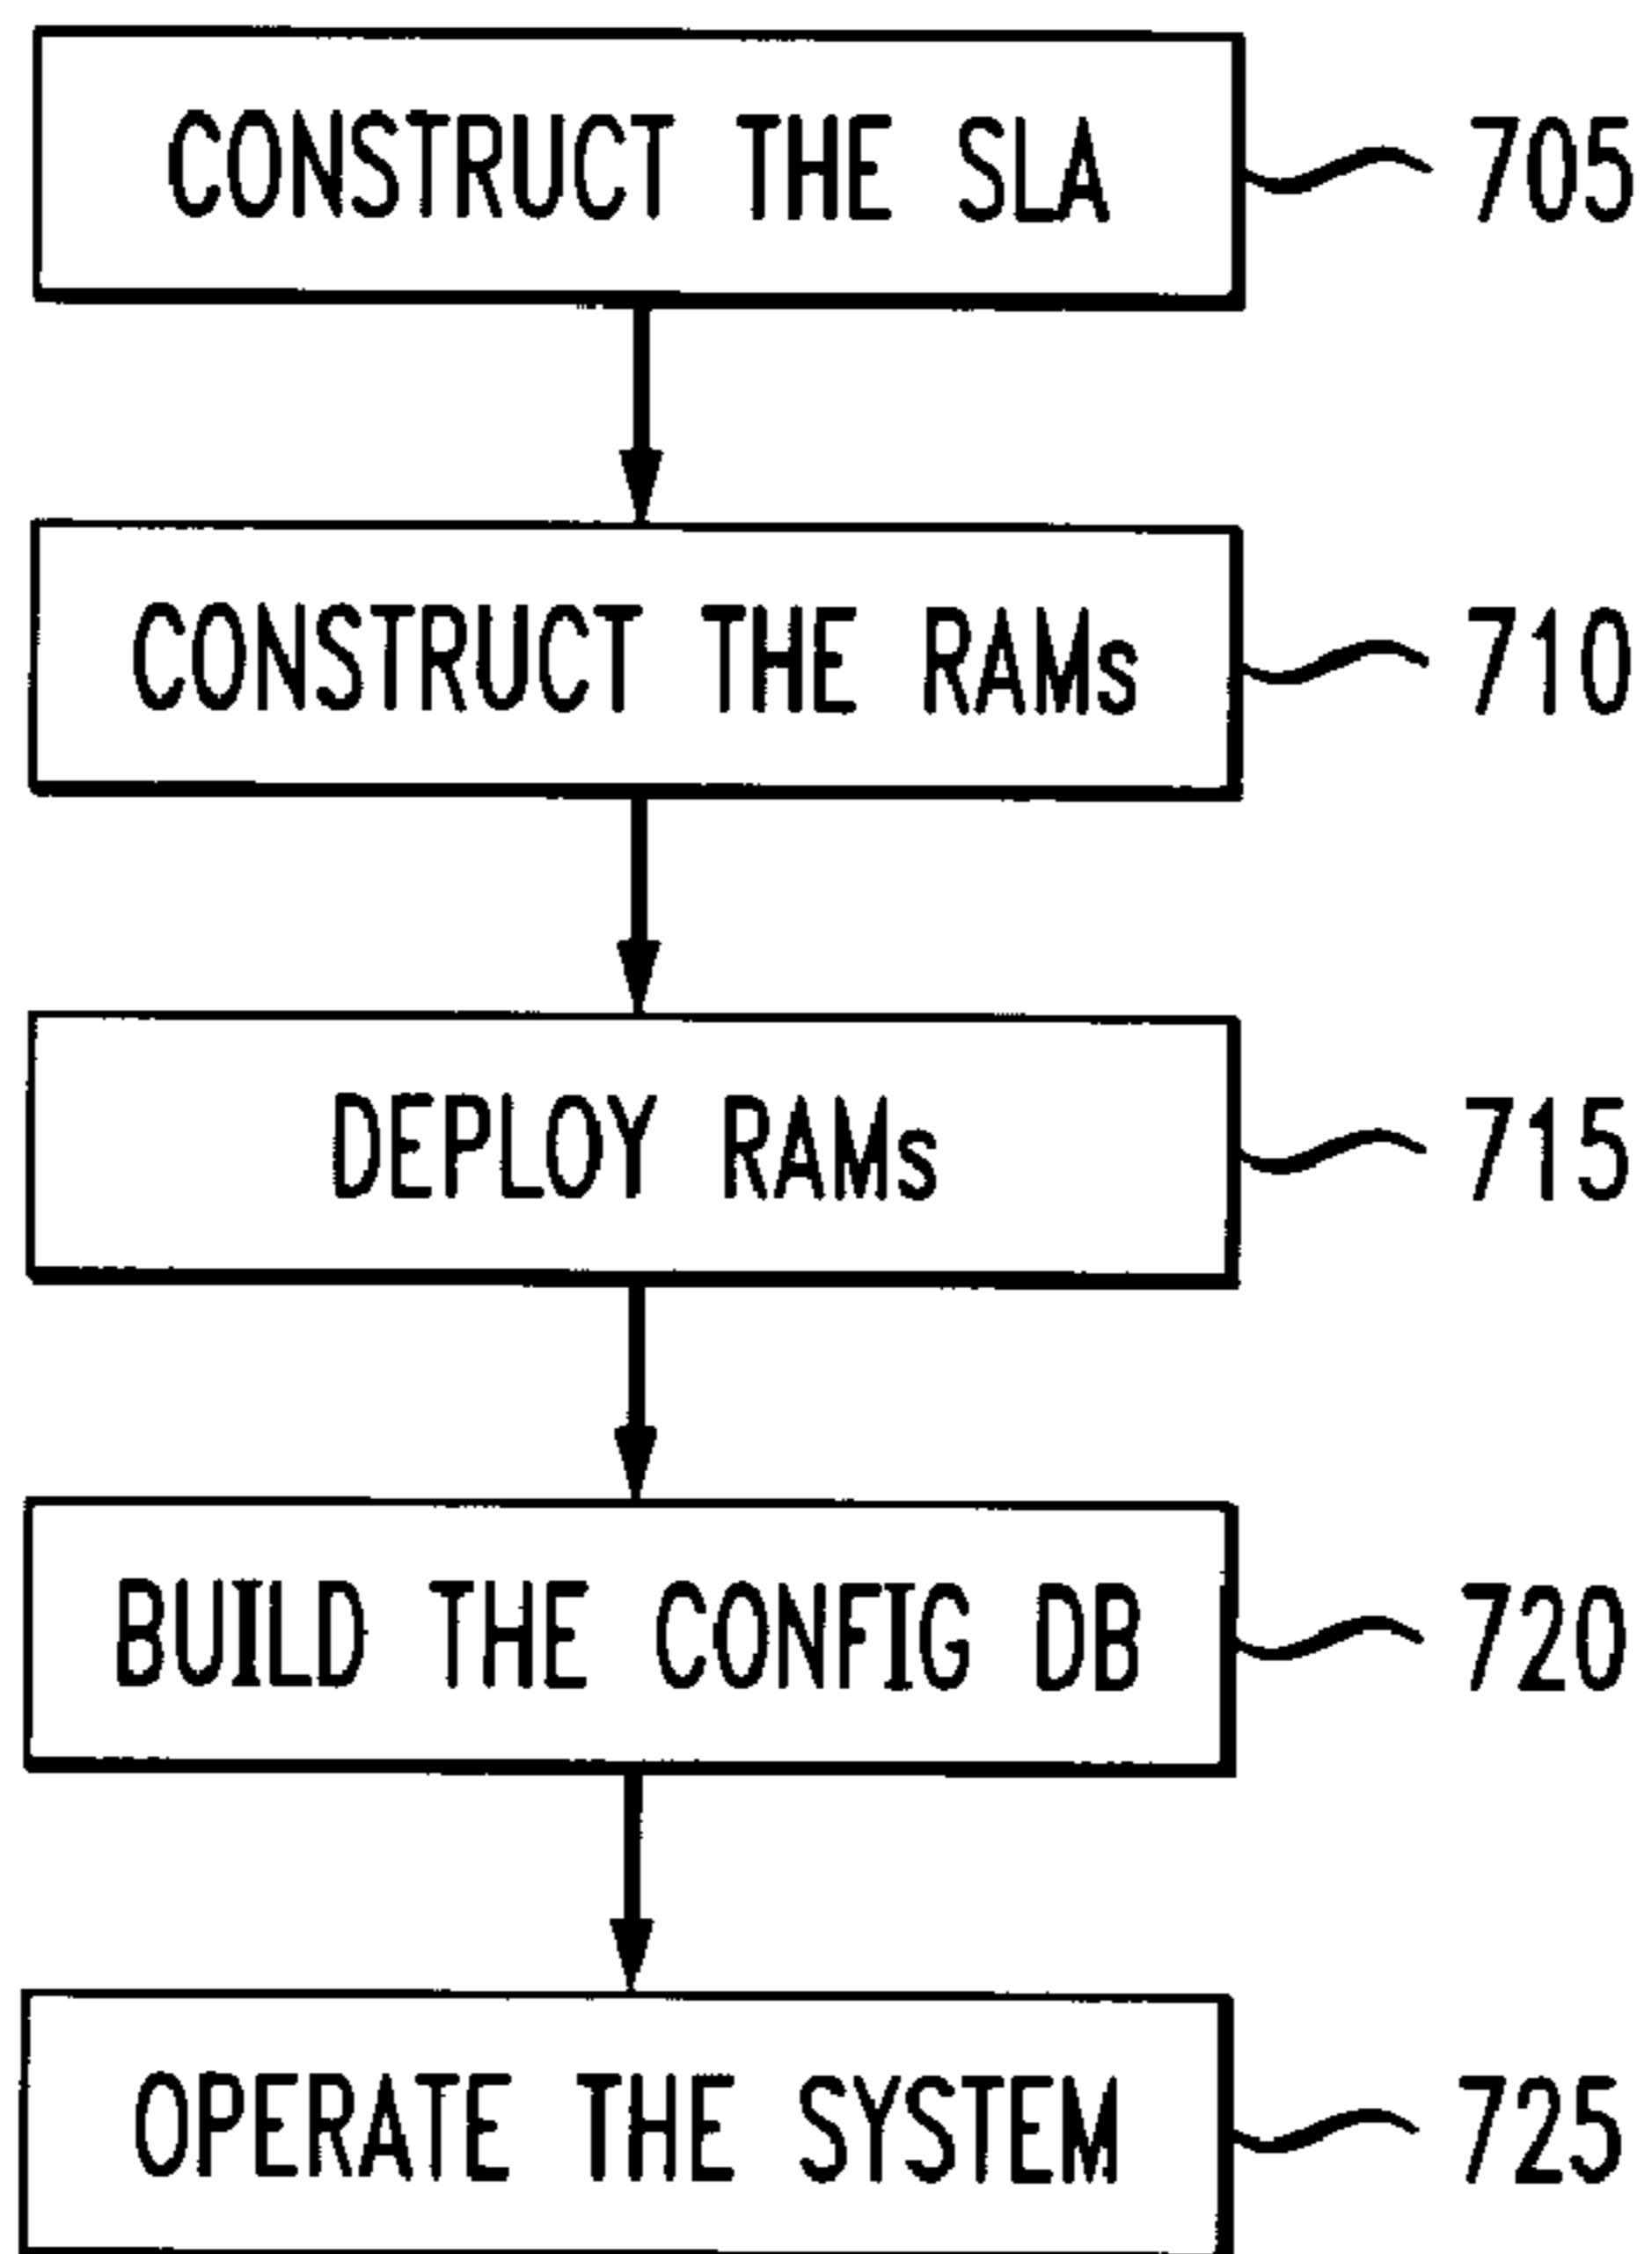 CONSTRUCT THE SLA 705
CONSTRUCT THE RAMs 710
DEPLOY RAMs 715
BUILD THE CONFIG DB 720
OPERATE THE SYSTEM 725